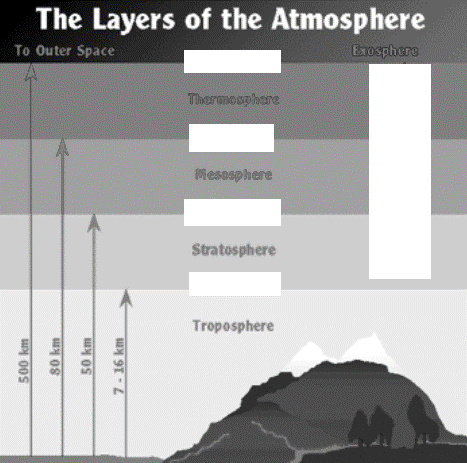 The Layers of the Atmosphere
To Outer Space
Exosphere
Thermosphere
Mesosphere
Stratosphere
Troposphere
500 km
80 km
50 km
7 - 16 km